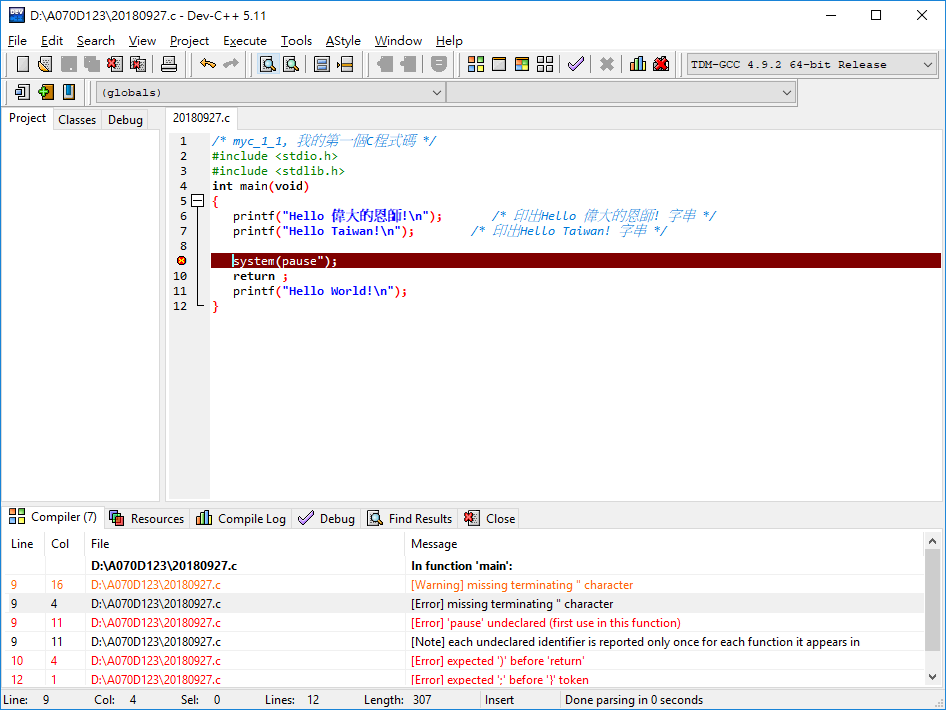 D:\A070D123\20180927.c - Dev-C++ 5.11
File Edit Search View Project Execute Tools AStyle Window Help
TDM-GCC 4.9.2 64-bit Release
(globals)
Project Classes Debug 20180927.c
1 /* myc_1_1, 我的第一個C程式碼 */
2 #include <stdio.h>
3 #include <stdlib.h>
4 int main(void)
5 {
6 printf("Hello 偉大的恩師!\n"); /* 印出Hello 偉大的恩師! 字串 */
7 printf("Hello Taiwan!\n"); /* 印出Hello Taiwan! 字串 */
8
system(pause");
10 return ;
11 printf("Hello World!\n");
12 }
Compiler (7) Resources Compile Log Debug Find Results Close
Line Col File Message
D:\A070D123\20180927.c In function 'main':
9 16 D:\A070D123\20180927.c [Warning] missing terminating " character
9 4 D:\A070D123\20180927.c [Error] missing terminating " character
9 11 D:\A070D123\20180927.c [Error] 'pause' undeclared (first use in this function)
9 11 D:\A070D123\20180927.c [Note] each undeclared identifier is reported only once for each function it appears in
10 4 D:\A070D123\20180927.c [Error] expected ')' before 'return'
12 1 D:\A070D123\20180927.c [Error] expected ';' before '}' token
Line: 9 Col: 4 Sel: 0 Lines: 12 Length: 307 Insert Done parsing in 0 seconds